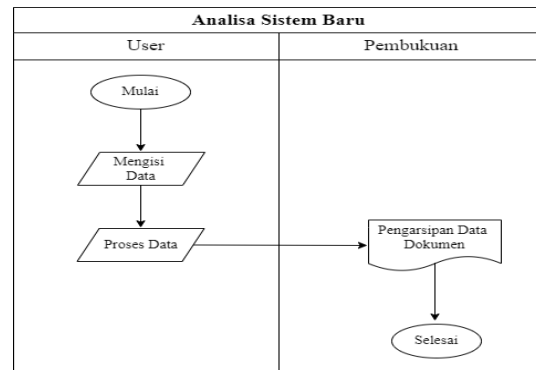 Analisa Sistem Baru
User
Pembukuan
Mulai
Mengisi
Data
Proses Data
Pengarsipan Data
Dokumen
Selesai